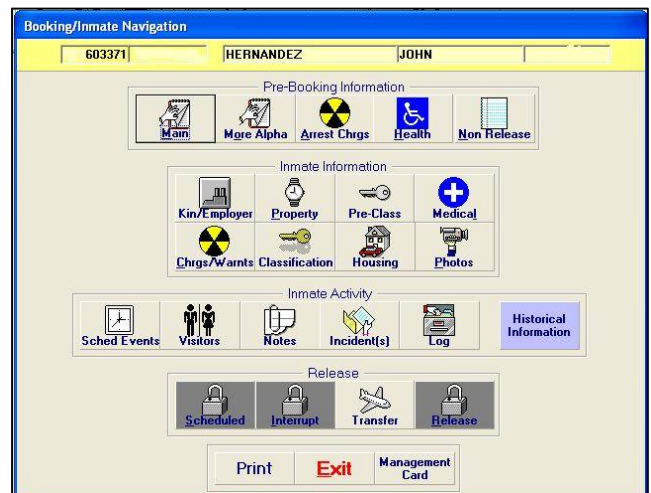 Booking/Inmate Navigation
603371 HERNANDEZ JOHN
Pre-Booking Information
Main More Alpha Arrest Chrgs Health Non Release
Inmate Information
Kin/Employer Property Pre-Class Medical
Chrgs/Warnts Classification Housing Photos
Inmate Activity
Sched Events Visitors Notes Incident(s) Log Historical Information
Release
Scheduled Interrupt Transfer Release
Print Exit Management Card